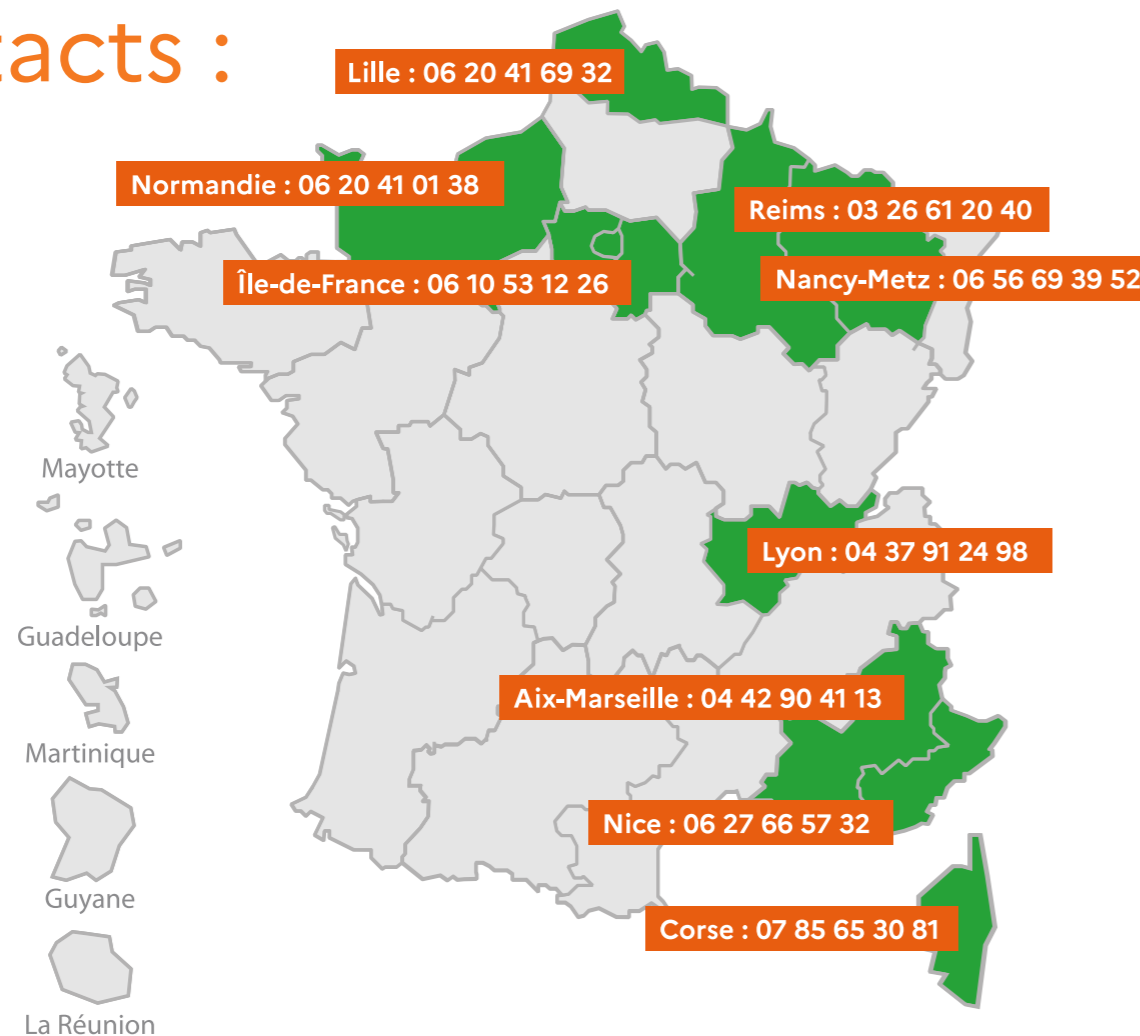 tacts :
Lille : 06 20 41 69 32
Normandie : 06 20 41 01 38
Reims : 03 26 61 20 40
Île-de-France : 06 10 53 12 26
Nancy-Metz : 06 56 69 39 52
Mayotte
Lyon : 04 37 91 24 98
Guadeloupe
Aix-Marseille : 04 42 90 41 13
Martinique
Nice : 06 27 66 57 32
Guyane
Corse : 07 85 65 30 81
La Réunion